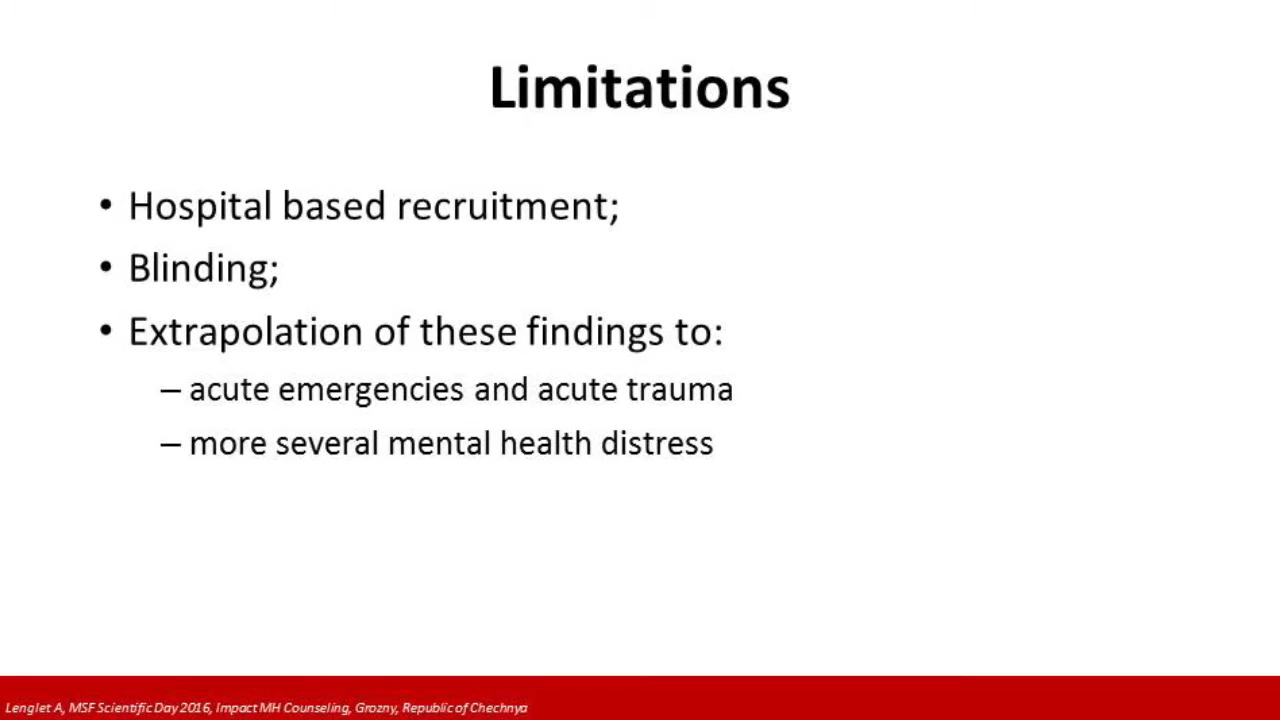 Limitations
• Hospital based recruitment;
• Blinding;
• Extrapolation of these findings to:
– acute emergencies and acute trauma
– more several mental health distress
Lenglet A, MSF Scientific Day 2016, Impact MH Counseling, Grozny, Republic of Chechnya